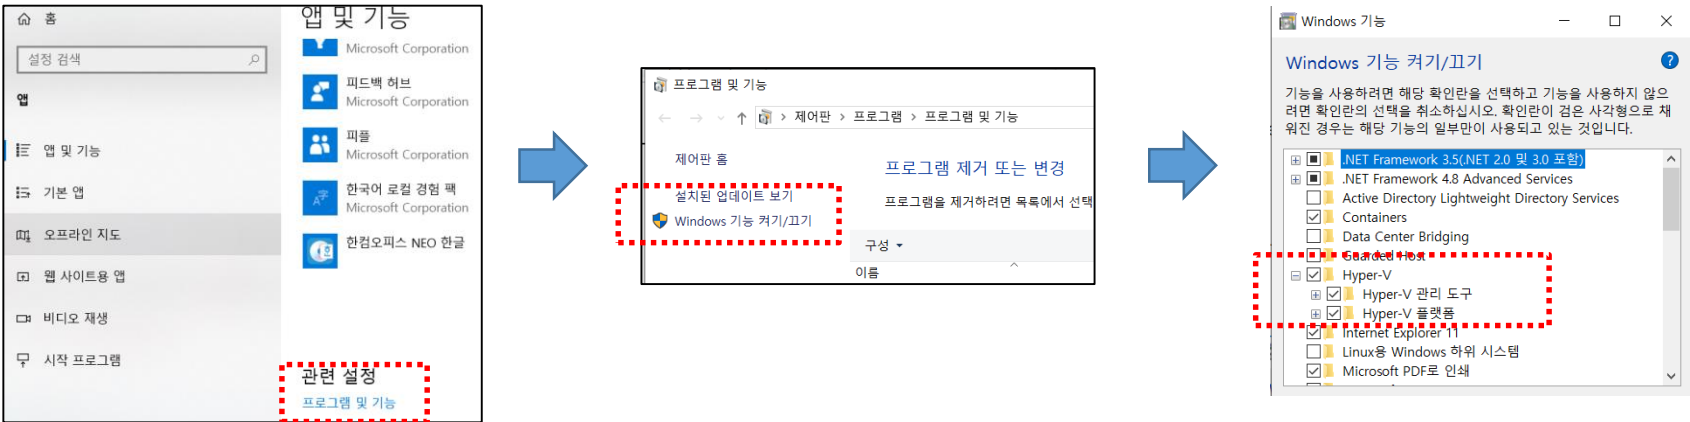 홈
설정 검색
앱
앱 및 기능
기본 앱
오프라인 지도
웹 사이트용 앱
비디오 재생
시작 프로그램
앱 및 기능
Microsoft Corporation
피드백 허브
Microsoft Corporation
피플
Microsoft Corporation
한국어 로컬 경험 팩
Microsoft Corporation
한컴오피스 NEO 한글
관련 설정
프로그램 및 기능
프로그램 및 기능
제어판 > 프로그램 > 프로그램 및 기능
제어판 홈
설치된 업데이트 보기
Windows 기능 켜기/끄기
프로그램 제거 또는 변경
프로그램을 제거하려면 목록에서 선택
구성
이름
Windows 기능
Windows 기능 켜기/끄기
기능을 사용하려면 해당 확인란을 선택하고 기능을 사용하지 않으
려면 확인란의 선택을 취소하십시오. 확인란이 검은 사각형으로 채
워진 경우는 해당 기능의 일부만이 사용되고 있는 것입니다.
.NET Framework 3.5(.NET 2.0 및 3.0 포함)
.NET Framework 4.8 Advanced Services
Active Directory Lightweight Directory Services
Containers
Data Center Bridging
Guarded Host
Hyper-V
Hyper-V 관리 도구
Hyper-V 플랫폼
Internet Explorer 11
Linux용 Windows 하위 시스템
Microsoft PDF로 인쇄